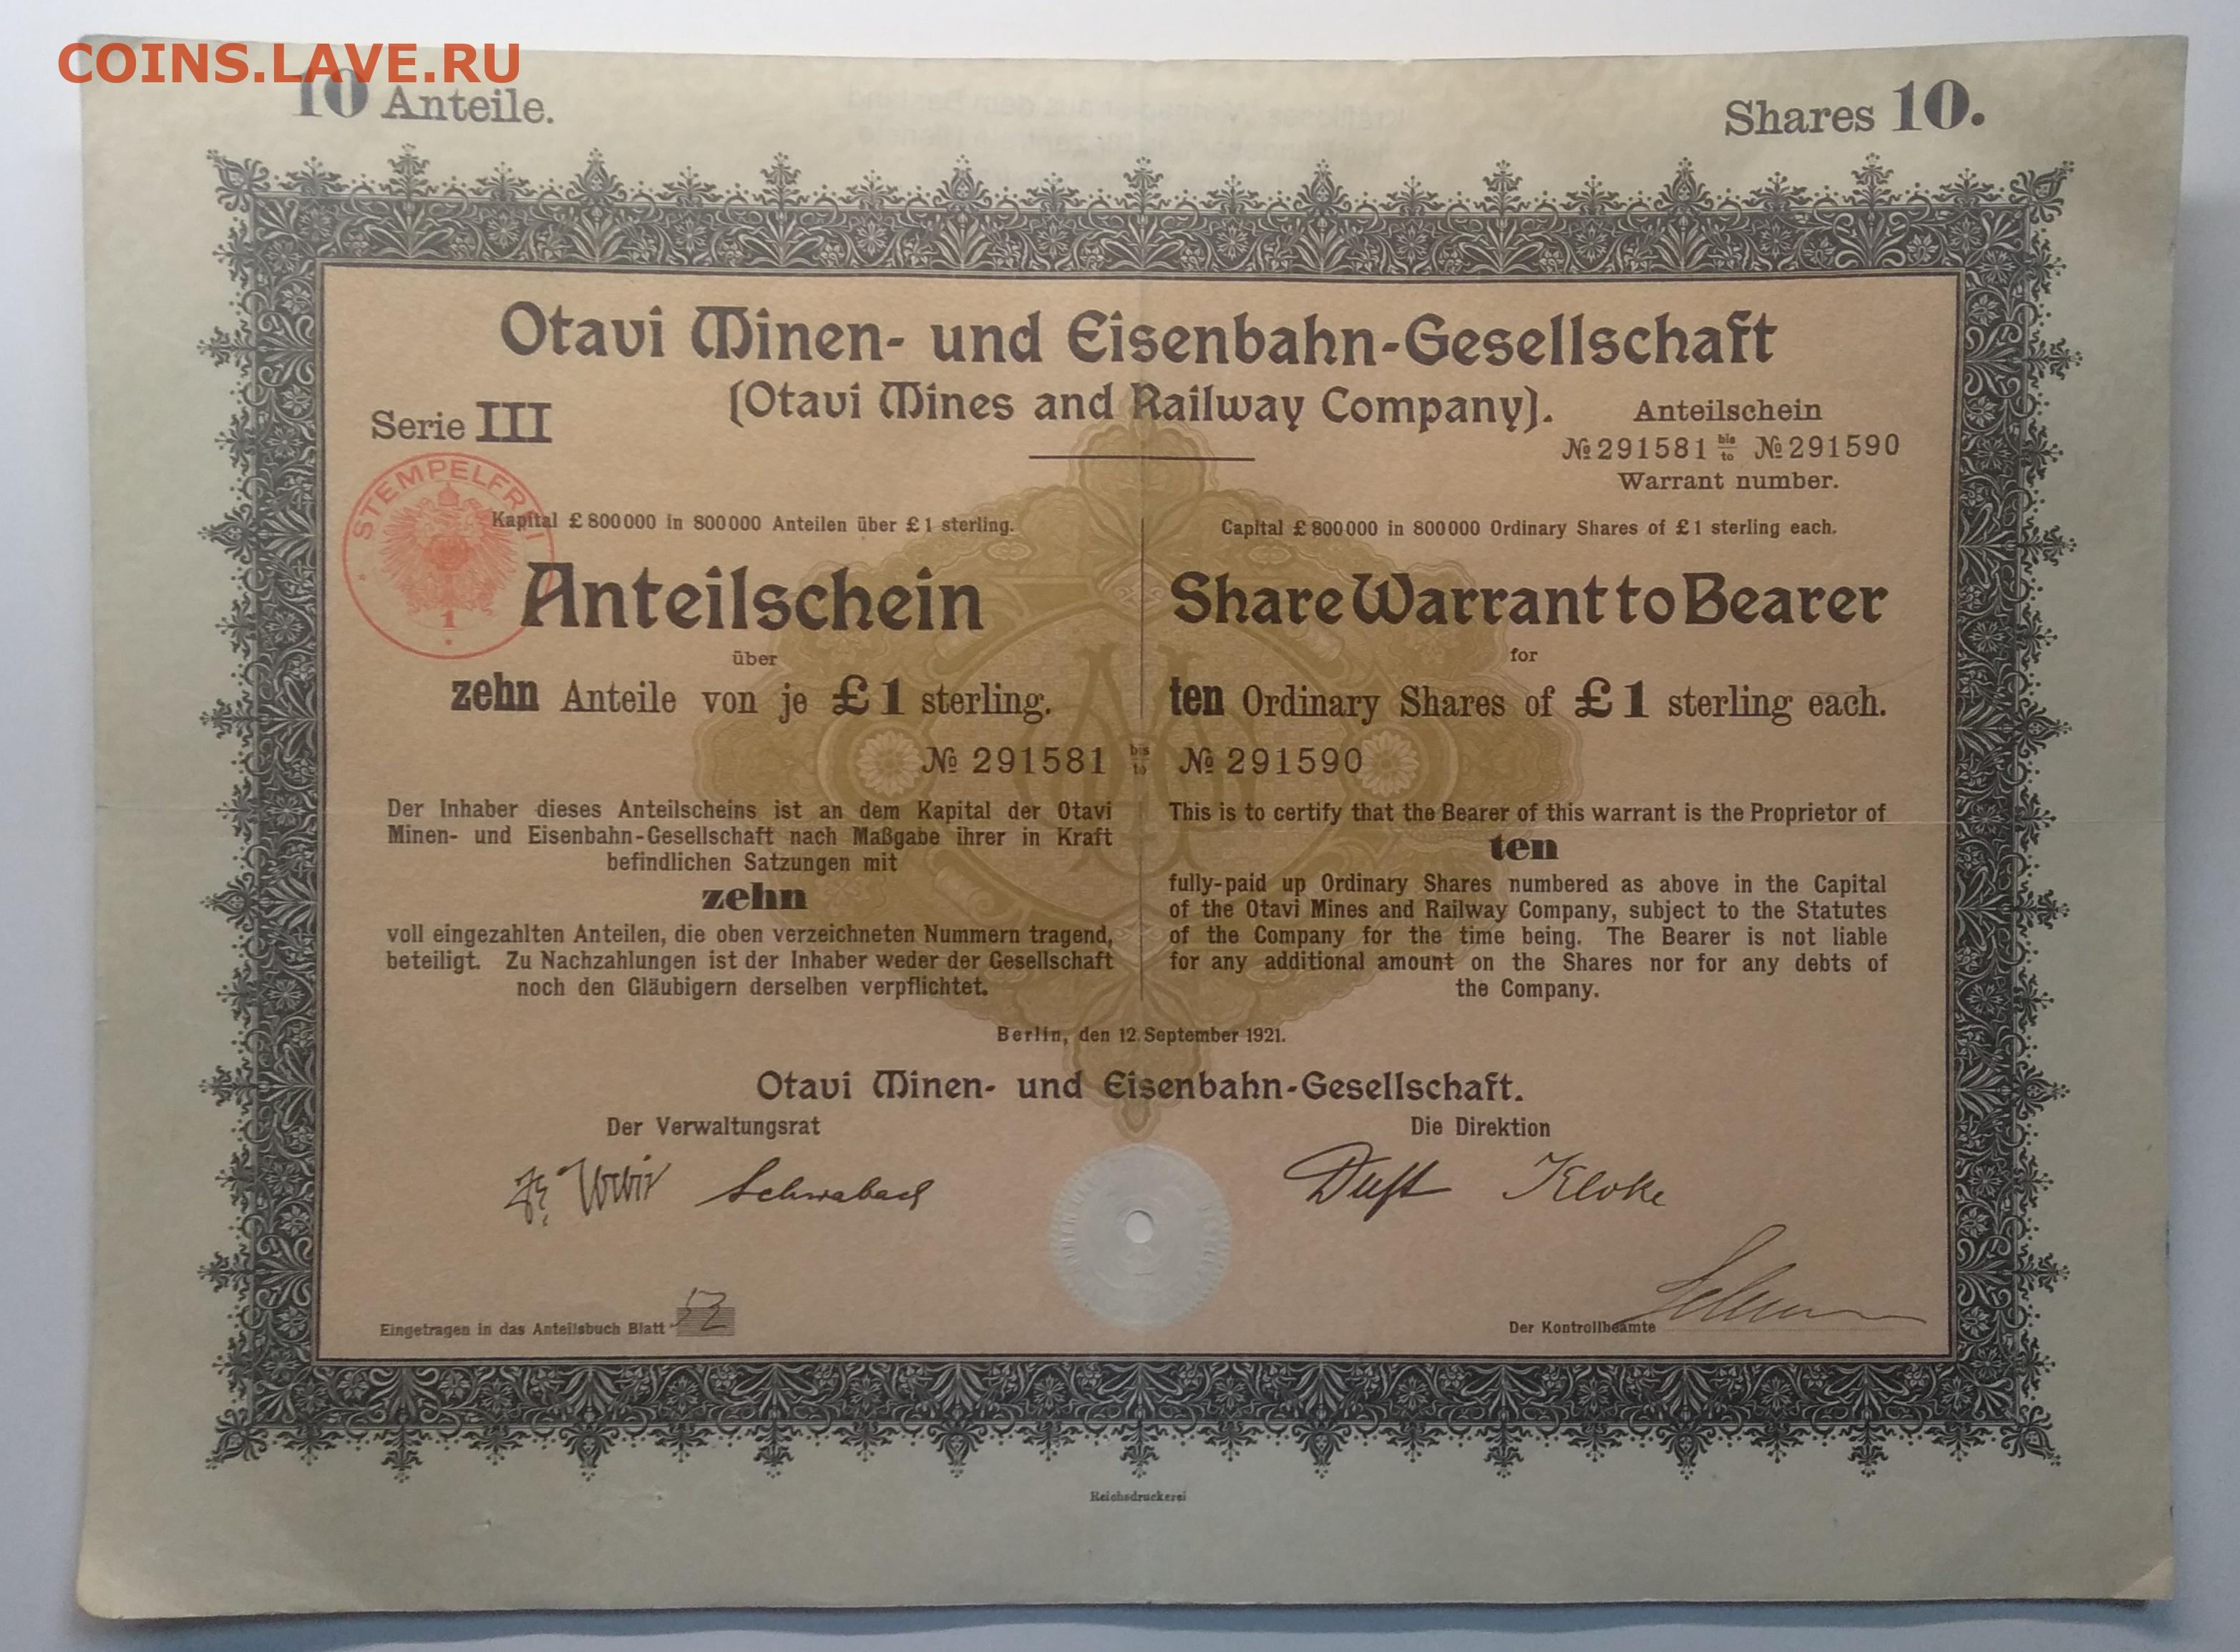 COINS.LAVE.RU
10 Anteile.
Shares 10.
Otavi Minen- und Eisenbahn-Gesellschaft
(Otavi Mines and Railway Company).
Serie III
Anteilschein
№ 291581 bis to № 291590
Warrant number.
STEMPELFREI
1
Kapital £ 800000 in 800000 Anteilen über £ 1 sterling.
Anteilschein
über
zehn Anteile von je £ 1 sterling.
Capital £ 800000 in 800000 Ordinary Shares of £ 1 sterling each.
Share Warrant to Bearer
for
ten Ordinary Shares of £ 1 sterling each.
№ 291581 bis to № 291590
Der Inhaber dieses Anteilscheins ist an dem Kapital der Otavi
Minen- und Eisenbahn-Gesellschaft nach Maßgabe ihrer in Kraft
befindlichen Satzungen mit
zehn
voll eingezahlten Anteilen, die oben verzeichneten Nummern tragend,
beteiligt. Zu Nachzahlungen ist der Inhaber weder der Gesellschaft
noch den Gläubigern derselben verpflichtet.
This is to certify that the Bearer of this warrant is the Proprietor of
ten
fully-paid up Ordinary Shares numbered as above in the Capital
of the Otavi Mines and Railway Company, subject to the Statutes
of the Company for the time being. The Bearer is not liable
for any additional amount on the Shares nor for any debts of
the Company.
Berlin, den 12. September 1921.
Otavi Minen- und Eisenbahn-Gesellschaft.
Der Verwaltungsrat
Die Direktion
Schwabach
Duft Kloke
Eingetragen in das Anteilsbuch Blatt 52
Der Kontrollbeamte
Reichsdruckerei